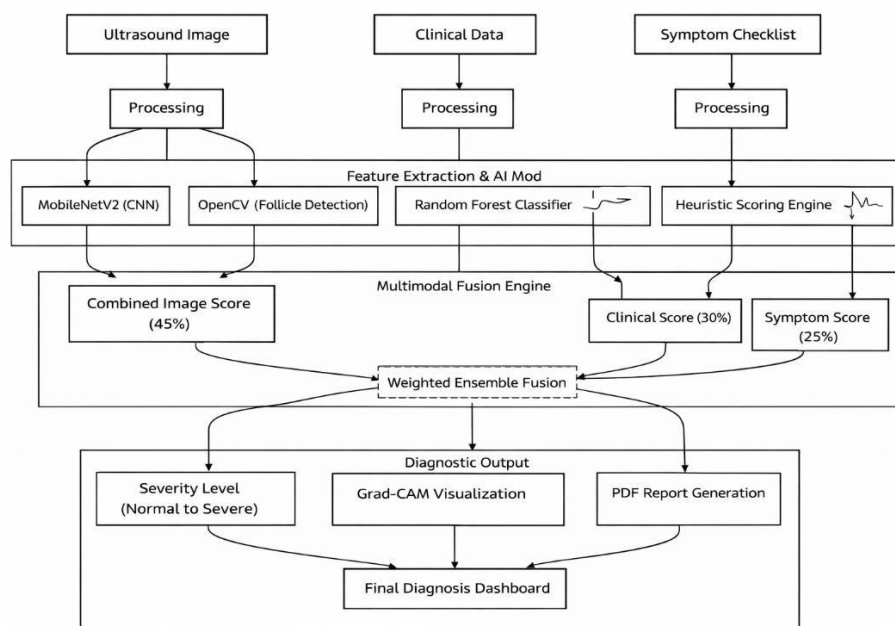 Ultrasound Image
Clinical Data
Symptom Checklist
Processing
Processing
Processing
Feature Extraction & AI Mod
MobileNetV2 (CNN)
OpenCV (Follicle Detection)
Random Forest Classifier
Heuristic Scoring Engine
Multimodal Fusion Engine
Combined Image Score
(45%)
Clinical Score (30%)
Symptom Score
(25%)
Weighted Ensemble Fusion
Diagnostic Output
Severity Level
(Normal to Severe)
Grad-CAM Visualization
PDF Report Generation
Final Diagnosis Dashboard